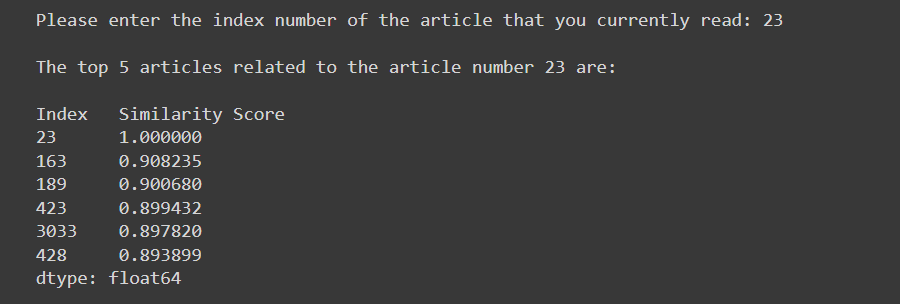 Please enter the index number of the article that you currently read: 23
The top 5 articles related to the article number 23 are:
Index   Similarity Score
23      1.000000
163     0.908235
189     0.900680
423     0.899432
3033    0.897820
428     0.893899
dtype: float64